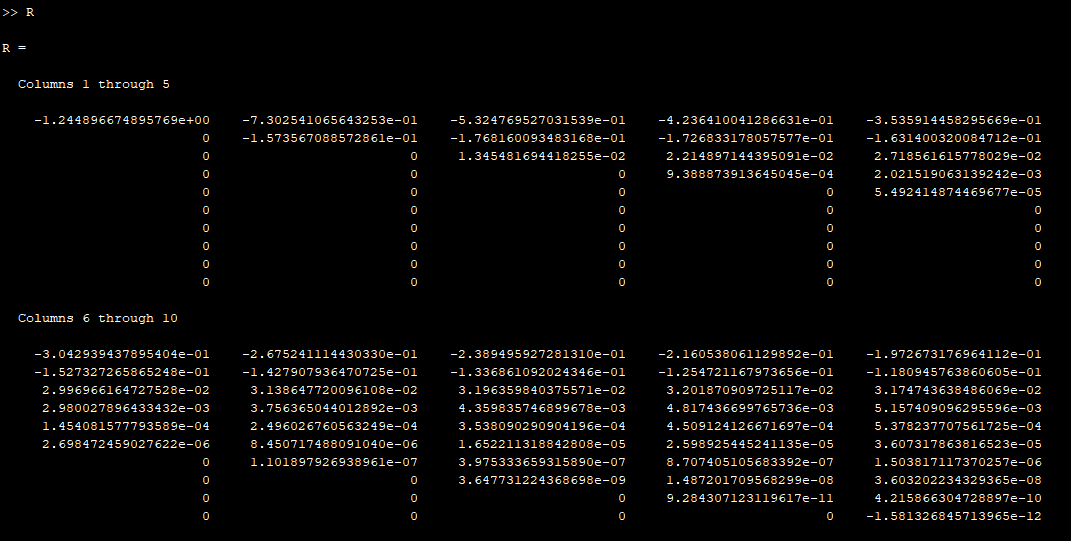 >> R
R =
Columns 1 through 5
-1.244896674895769e+00 -7.302541065643253e-01 -5.324769527031539e-01 -4.236410041286631e-01 -3.535914458295669e-01
0 -1.573567088572861e-01 -1.768160093483168e-01 -1.726833178057577e-01 -1.631400320084712e-01
0 0 1.345481694418255e-02 2.214897144395091e-02 2.718561615778029e-02
0 0 0 9.388873913645045e-04 2.021519063139242e-03
0 0 0 0 5.492414874469677e-05
0 0 0 0 0
0 0 0 0 0
0 0 0 0 0
0 0 0 0 0
0 0 0 0 0
Columns 6 through 10
-3.042939437895404e-01 -2.675241114430330e-01 -2.389495927281310e-01 -2.160538061129892e-01 -1.972673176964112e-01
-1.527327265865248e-01 -1.427907936470725e-01 -1.336861092024346e-01 -1.254721167973656e-01 -1.180945763860605e-01
2.996966164727528e-02 3.138647720096108e-02 3.196359840375571e-02 3.201870909725117e-02 3.174743638486069e-02
2.980027896433432e-03 3.756365044012892e-03 4.359835746899678e-03 4.817436699765736e-03 5.157409096295596e-03
1.454081577793589e-04 2.496026760563249e-04 3.538090290904196e-04 4.509124126671697e-04 5.378237707561725e-04
2.698472459027622e-06 8.450717488091040e-06 1.652211318842808e-05 2.598925445241135e-05 3.607317863816523e-05
0 1.101897926938961e-07 3.975333659315890e-07 8.707405105683392e-07 1.503817117370257e-06
0 0 3.647731224368698e-09 1.487201709568299e-08 3.603202234329365e-08
0 0 0 9.284307123119617e-11 4.215866304728897e-10
0 0 0 0 -1.581326845713965e-12